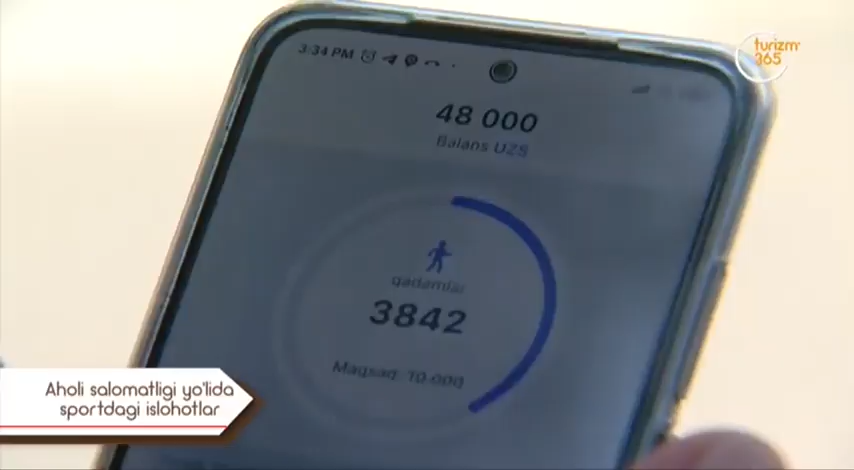 turizm
365
3:34 PM
48 000
Balans UZS
qadamlar
3842
Maqsad: 10 000
Aholi salomatligi yo'lida
sportdagi islohotlar